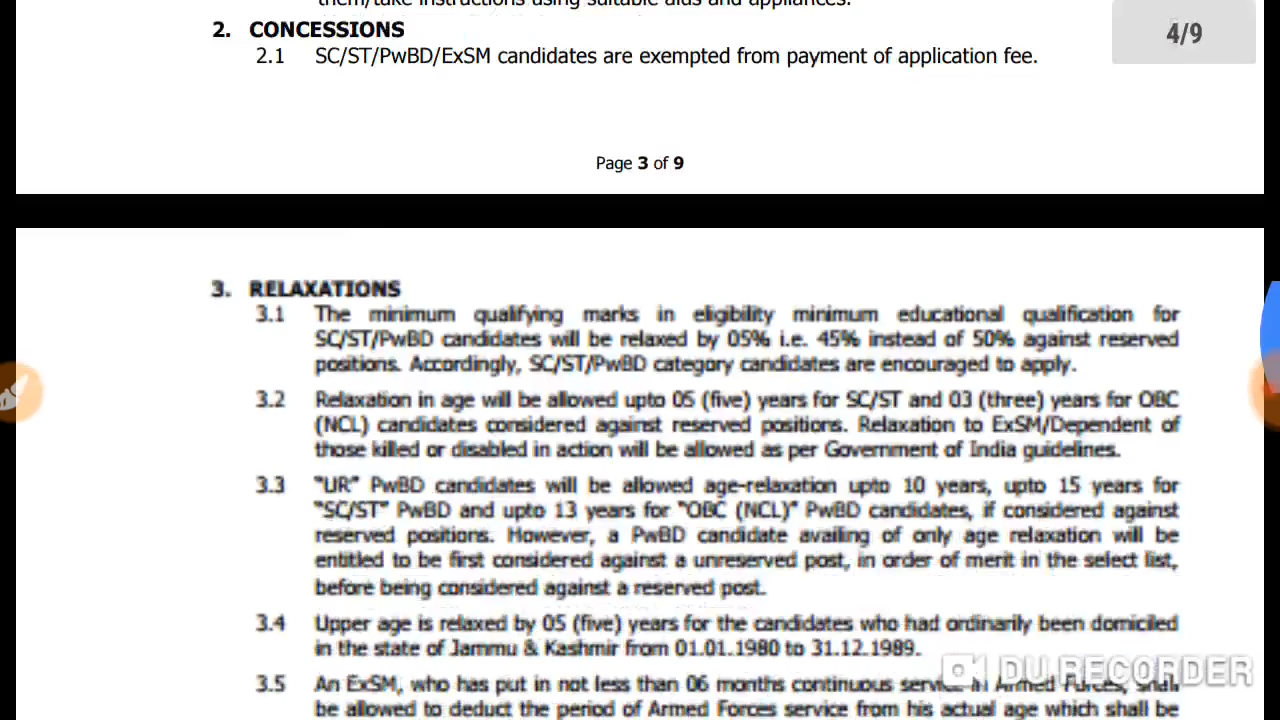 them/take instructions using suitable aids and appliances.
2. CONCESSIONS
2.1 SC/ST/PwBD/ExSM candidates are exempted from payment of application fee.
4/9
Page 3 of 9
3. RELAXATIONS
3.1 The minimum qualifying marks in eligibility minimum educational qualification for
SC/ST/PwBD candidates will be relaxed by 05% i.e. 45% instead of 50% against reserved
positions. Accordingly, SC/ST/PwBD category candidates are encouraged to apply.
3.2 Relaxation in age will be allowed upto 05 (five) years for SC/ST and 03 (three) years for OBC
(NCL) candidates considered against reserved positions. Relaxation to ExSM/Dependent of
those killed or disabled in action will be allowed as per Government of India guidelines.
3.3 "UR" PwBD candidates will be allowed age-relaxation upto 10 years, upto 15 years for
"SC/ST" PwBD and upto 13 years for "OBC (NCL)" PwBD candidates, if considered against
reserved positions. However, a PwBD candidate availing of only age relaxation will be
entitled to be first considered against a unreserved post, in order of merit in the select list,
before being considered against a reserved post.
3.4 Upper age is relaxed by 05 (five) years for the candidates who had ordinarily been domiciled
in the state of Jammu & Kashmir from 01.01.1980 to 31.12.1989.
DU RECORDER
3.5 An ExSM, who has put in not less than 06 months continuous service in Armed Forces, shall
be allowed to deduct the period of Armed Forces service from his actual age which shall be